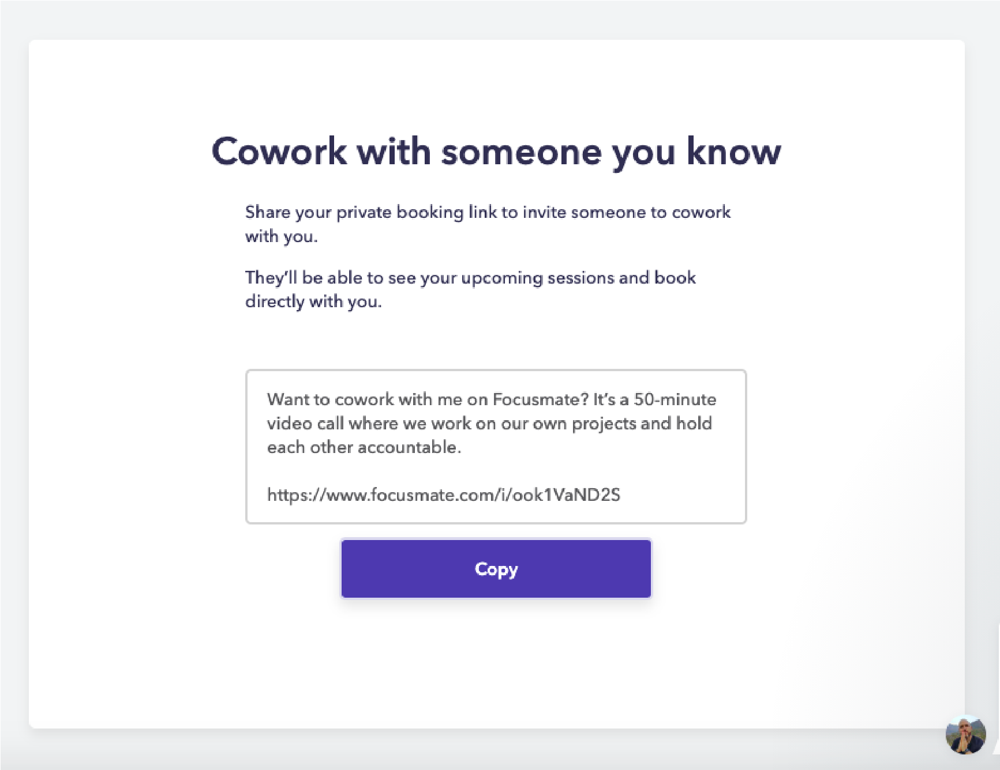 Cowork with someone you know
Share your private booking link to invite someone to cowork
with you.
They’ll be able to see your upcoming sessions and book
directly with you.
Want to cowork with me on Focusmate? It’s a 50-minute
video call where we work on our own projects and hold
each other accountable.
https://www.focusmate.com/i/ook1VaND2S
Copy